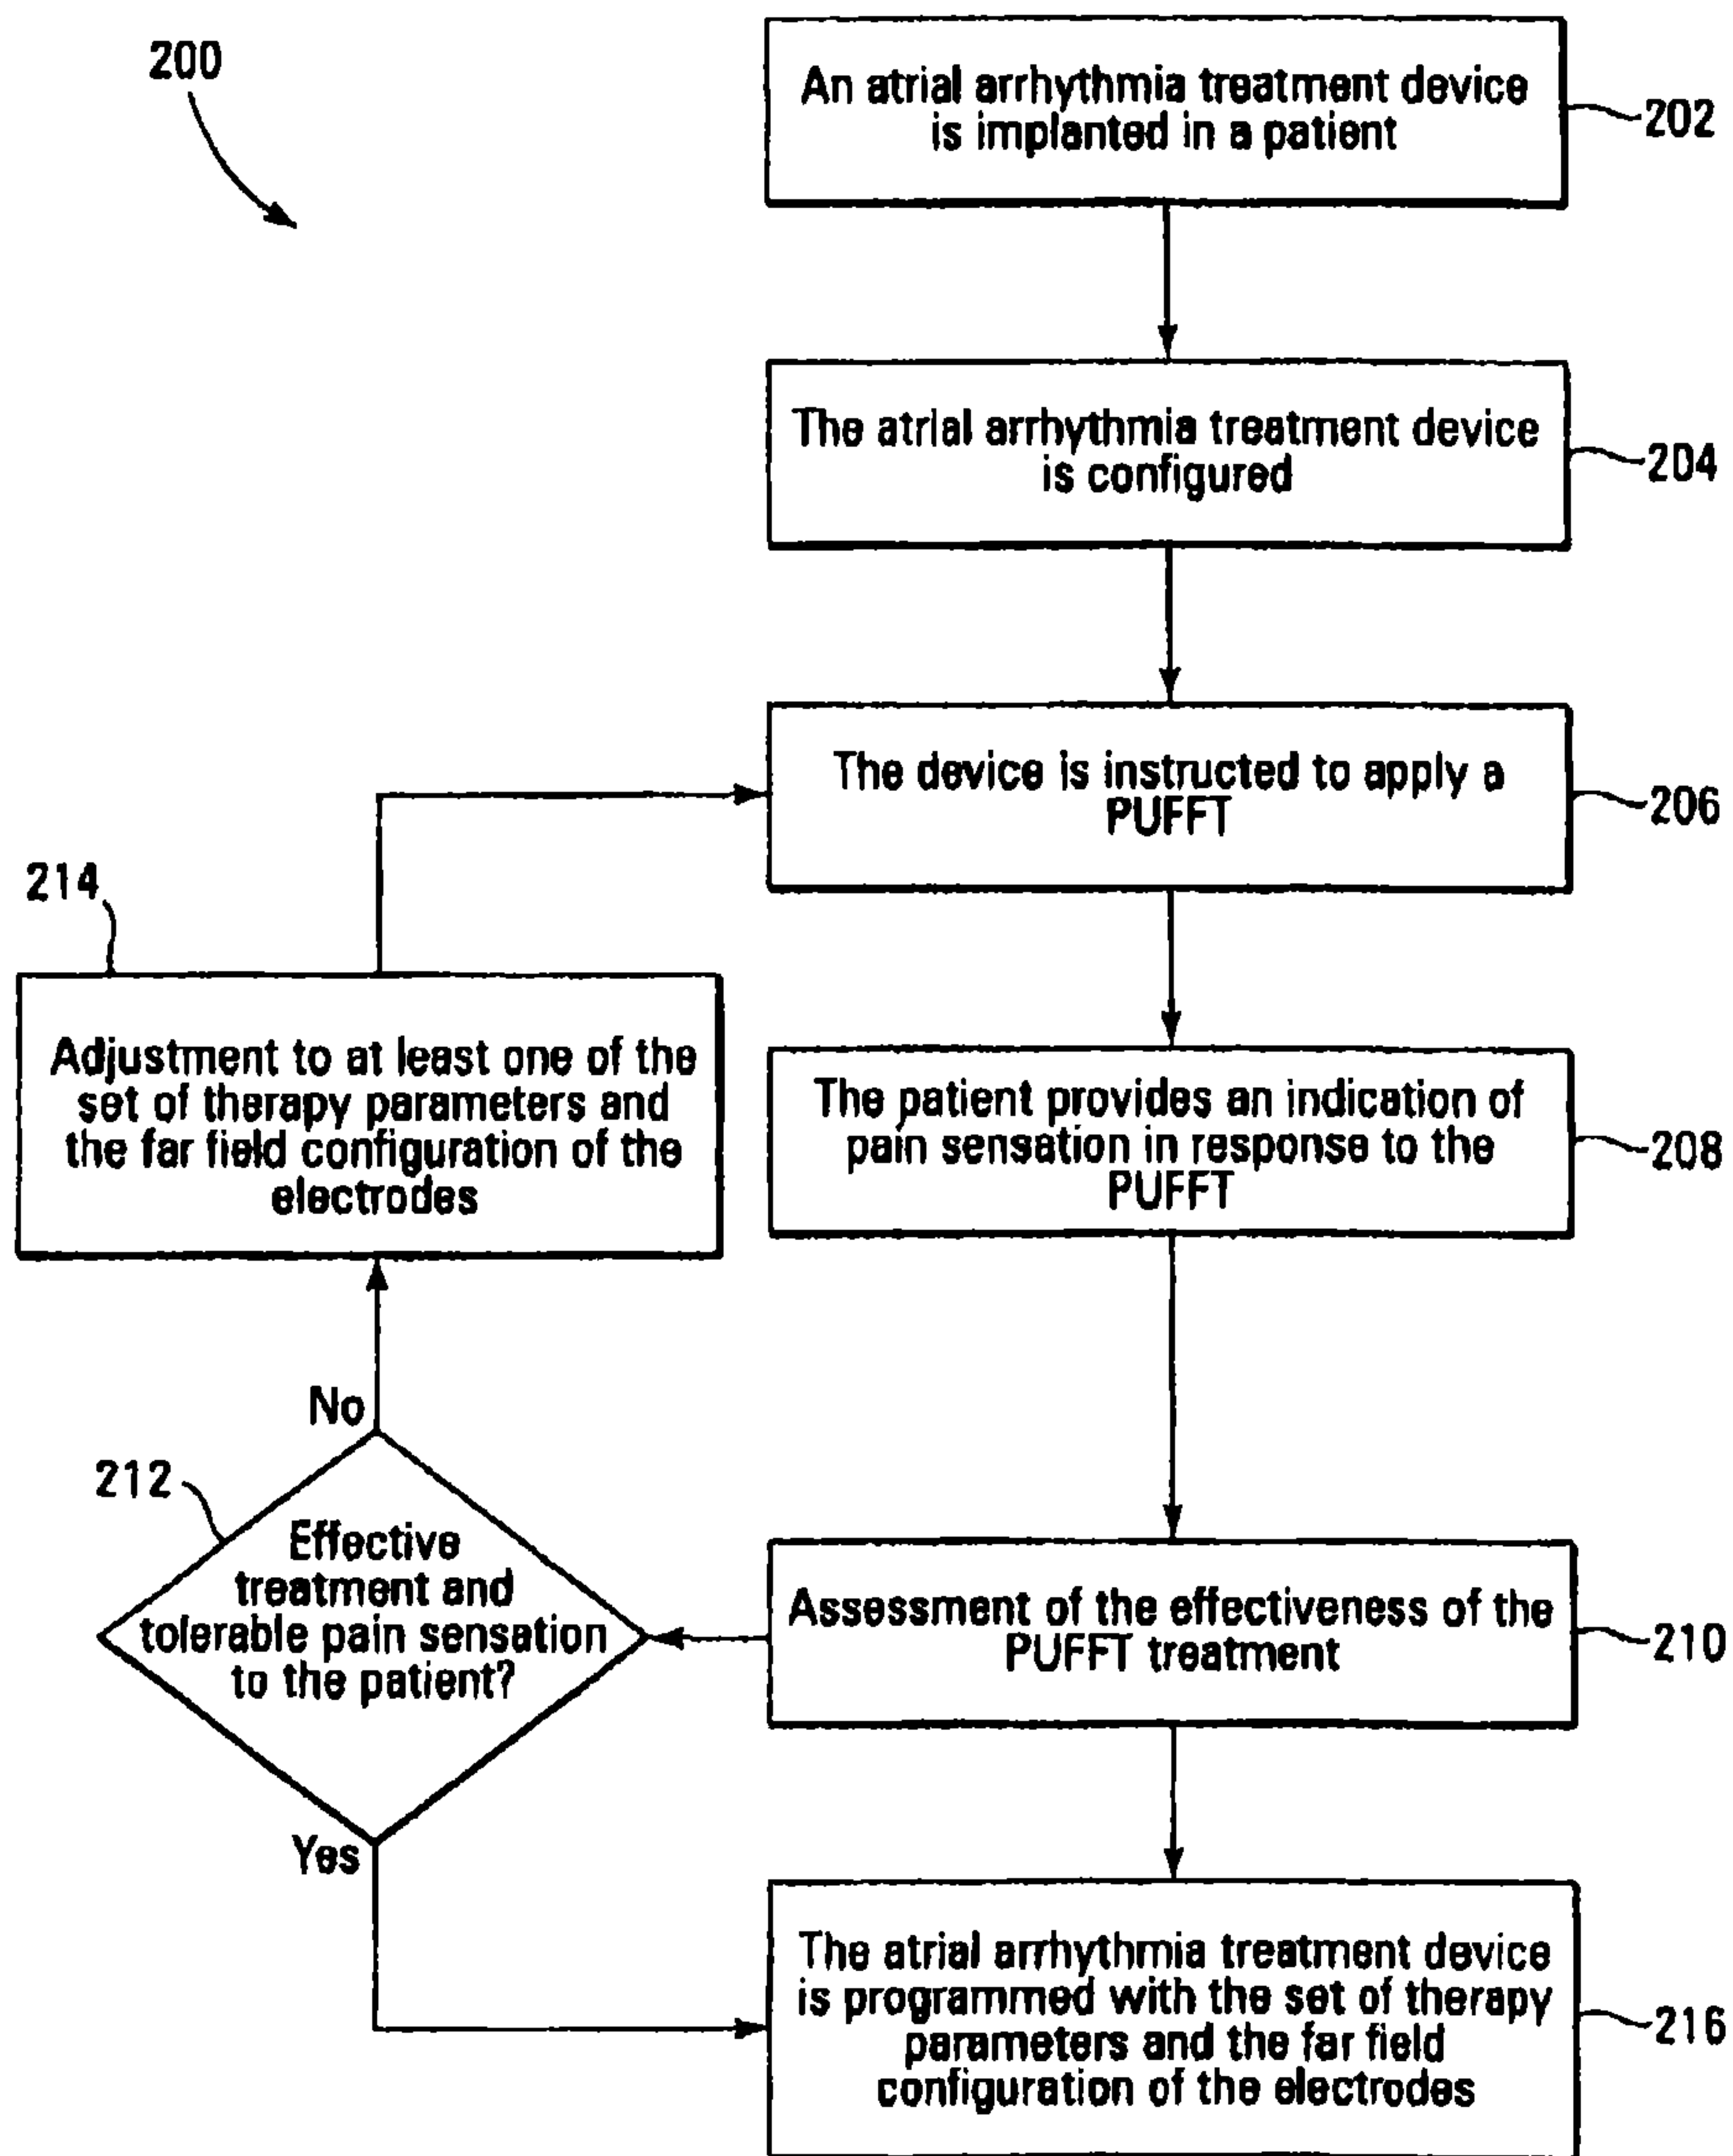 200
An atrial arrhythmia treatment device
is implanted in a patient
202
The atrial arrhythmia treatment device
is configured
204
The device is instructed to apply a
PUFFT
206
214
Adjustment to at least one of the
set of therapy parameters and
the far field configuration of the
electrodes
The patient provides an indication of
pain sensation in response to the
PUFFT
208
No
212
Effective
treatment and
tolerable pain sensation
to the patient?
Assessment of the effectiveness of the
PUFFT treatment
210
Yes
The atrial arrhythmia treatment device
is programmed with the set of therapy
parameters and the far field
configuration of the electrodes
216